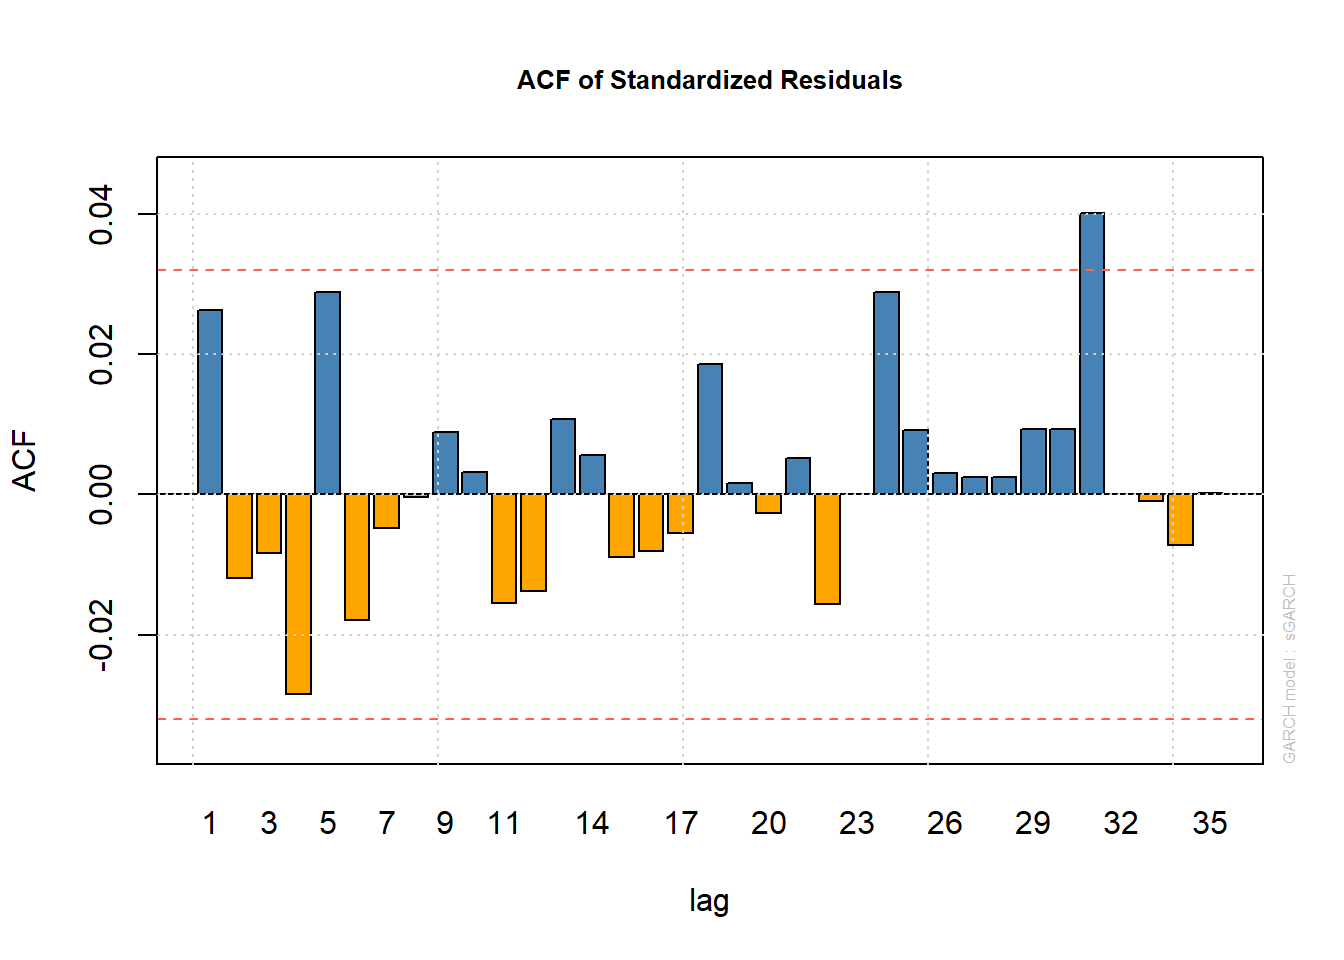 ACF of Standardized Residuals
0.04
0.02
0.00
-0.02
ACF
1 3 5 7 9 11 14 17 20 23 26 29 32 35
lag
GARCH model : sGARCH